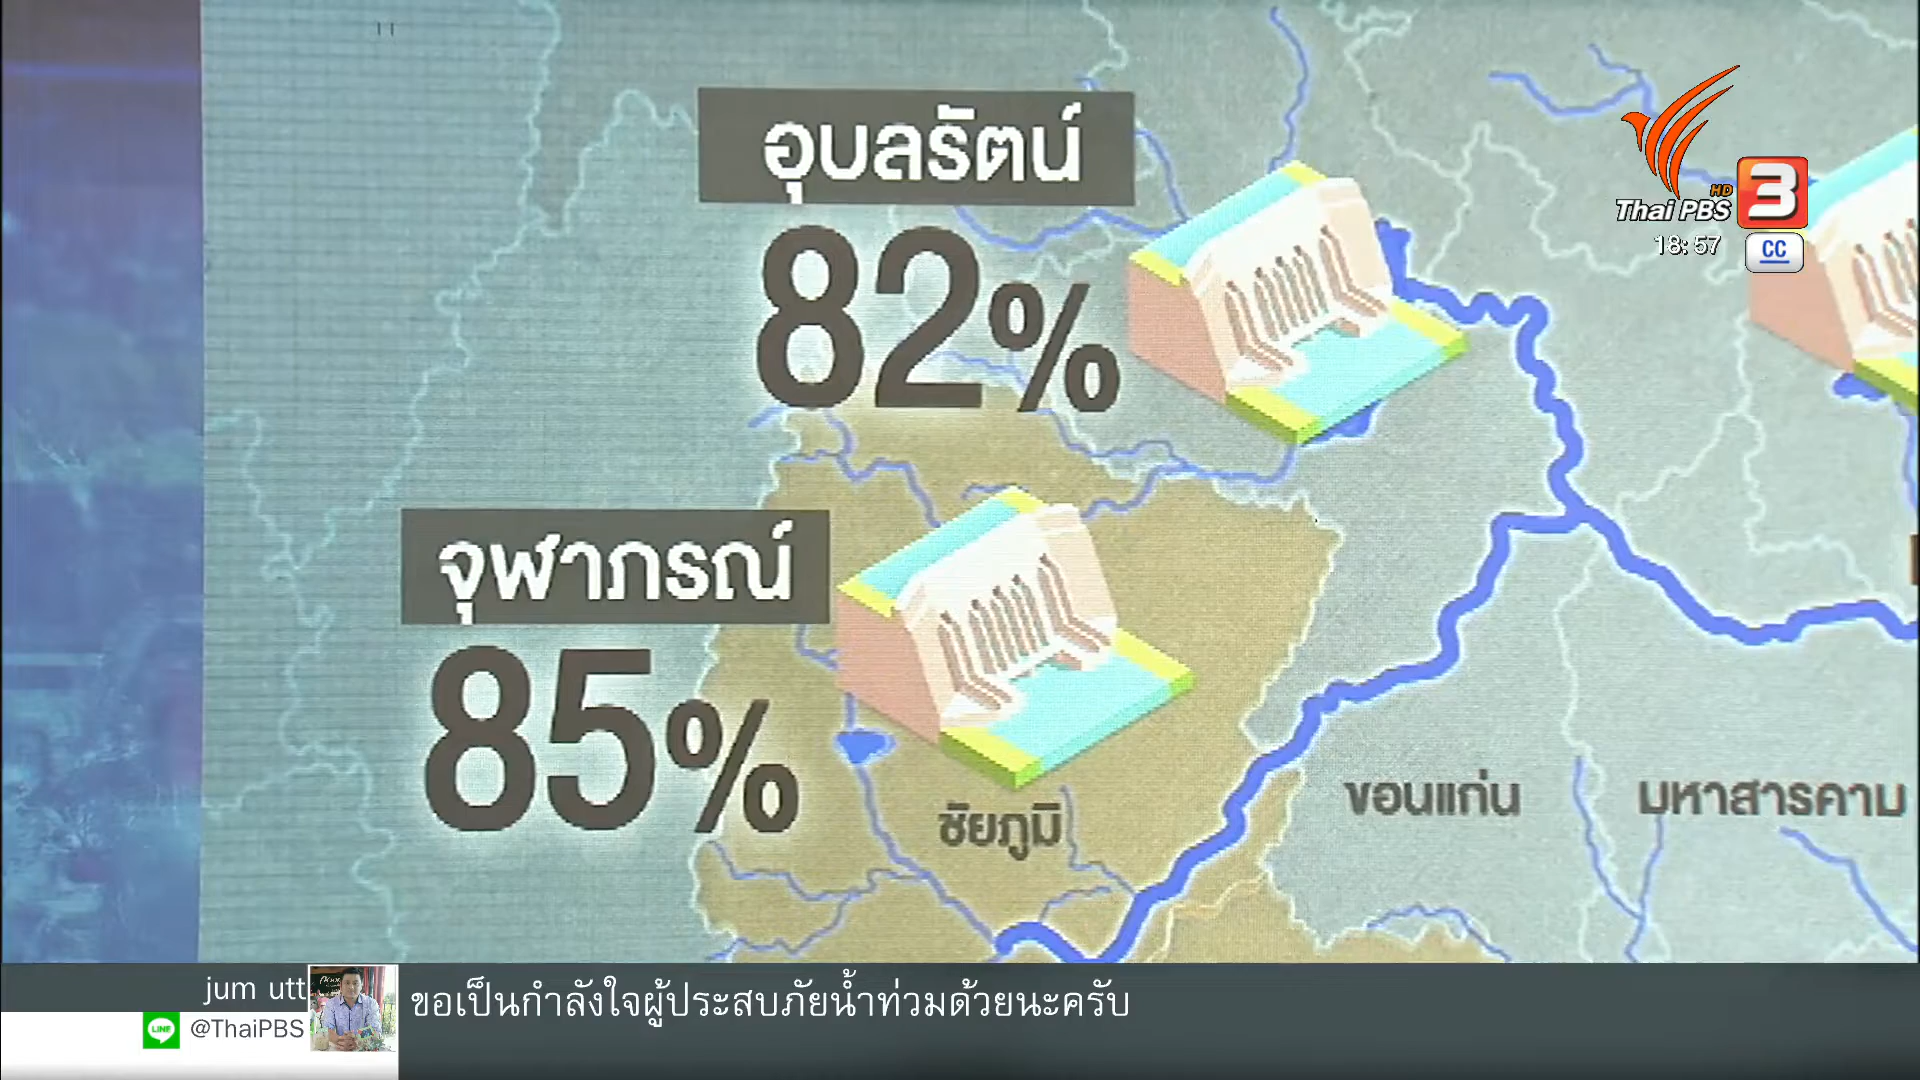 อุบลรัตน์
82%
จุฬาภรณ์
85%
ชัยภูมิ
ขอนแก่น
มหาสารคาม
Thai PBS
HD
3
18:57
CC
jum utt
LINE
@ThaiPBS
ขอเป็นกำลังใจผู้ประสบภัยน้ำท่วมด้วยนะครับ